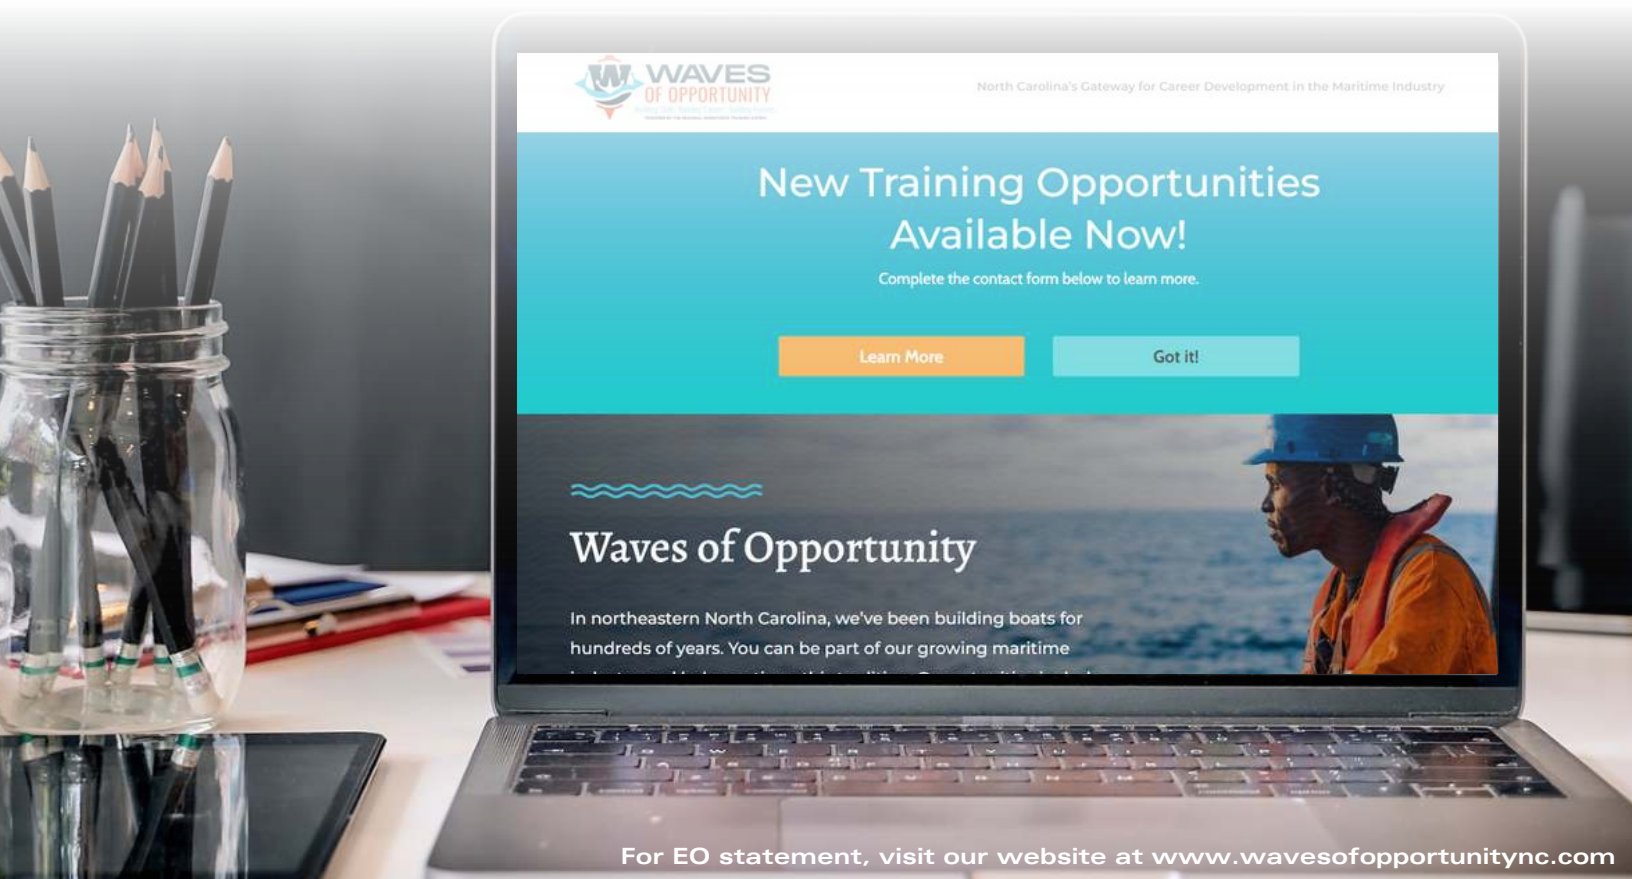 WAVES
OF OPPORTUNITY
North Carolina's Gateway for Career Development in the Maritime Industry
New Training Opportunities
Available Now!
Complete the contact form below to learn more.
Learn More
Got it!
Waves of Opportunity
In northeastern North Carolina, we've been building boats for
hundreds of years. You can be part of our growing maritime
For EO statement, visit our website at www.wavesofopportunitync.com